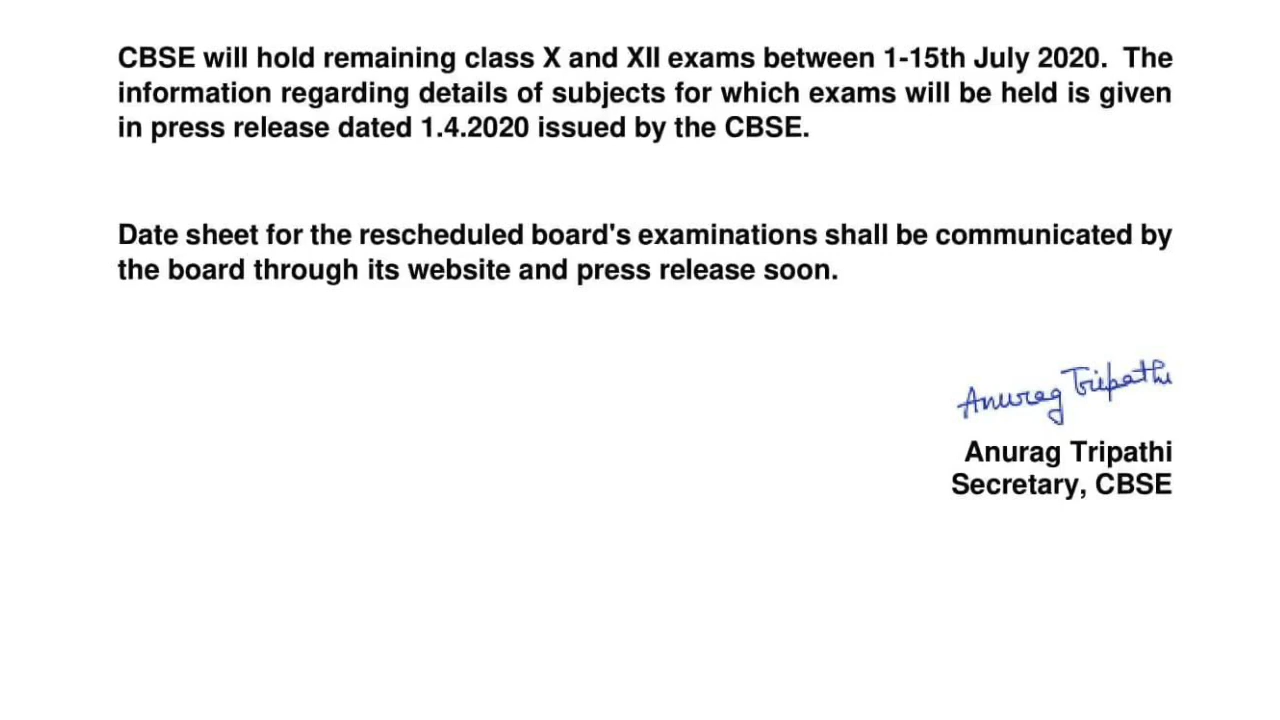 CBSE will hold remaining class X and XII exams between 1-15th July 2020. The
information regarding details of subjects for which exams will be held is given
in press release dated 1.4.2020 issued by the CBSE.
Date sheet for the rescheduled board's examinations shall be communicated by
the board through its website and press release soon.
Anurag Tripathi
Anurag Tripathi
Secretary, CBSE